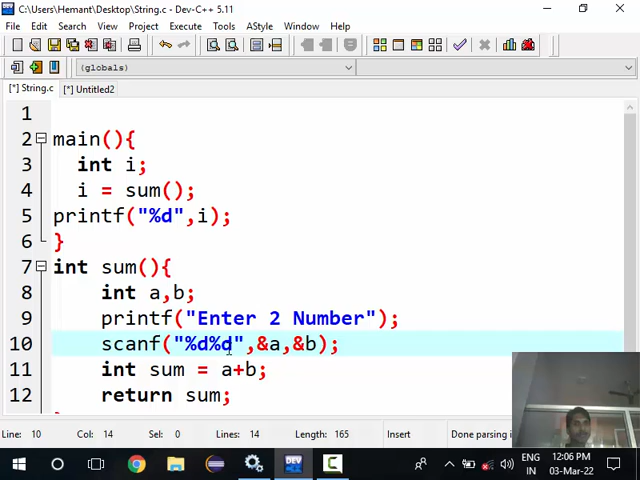 C:\Users\Hemant\Desktop\String.c - Dev-C++ 5.11
File Edit Search View Project Execute Tools AStyle Window Help
(globals)
[*] String.c [*] Untitled2
1
2 main(){
3 int i;
4 i = sum();
5 printf("%d",i);
6 }
7 int sum(){
8 int a,b;
9 printf("Enter 2 Number");
10 scanf("%d%d",&a,&b);
11 int sum = a+b;
12 return sum;
Line: 10 Col: 14 Sel: 0 Lines: 14 Length: 165 Insert Done parsing i
ENG 12:06 PM
IN 03-Mar-22